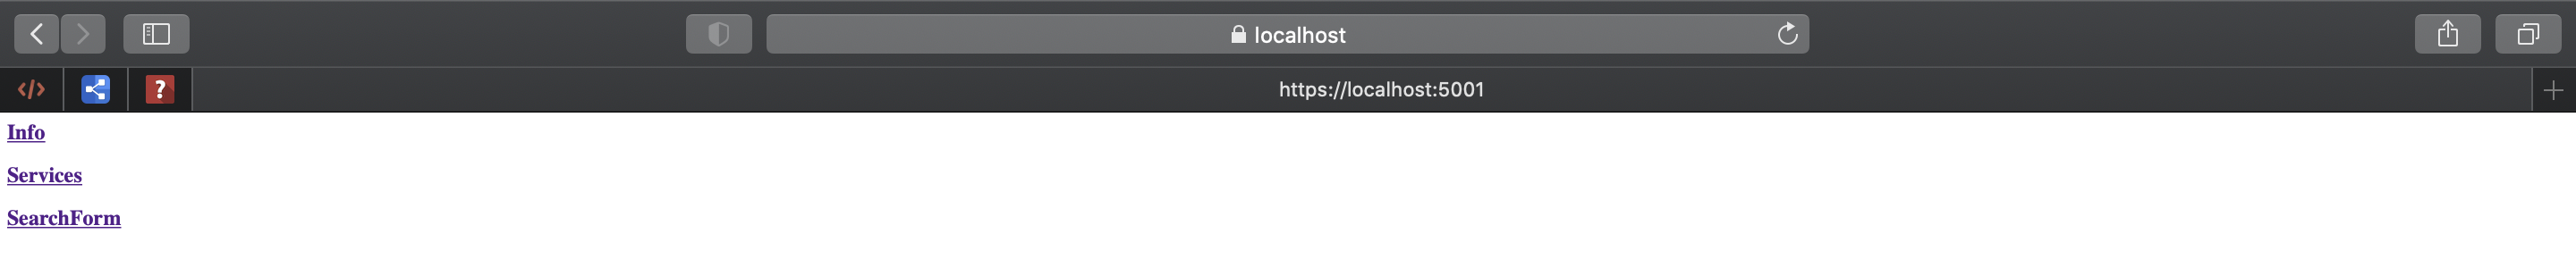 localhost
</> ? https://localhost:5001
Info
Services
SearchForm